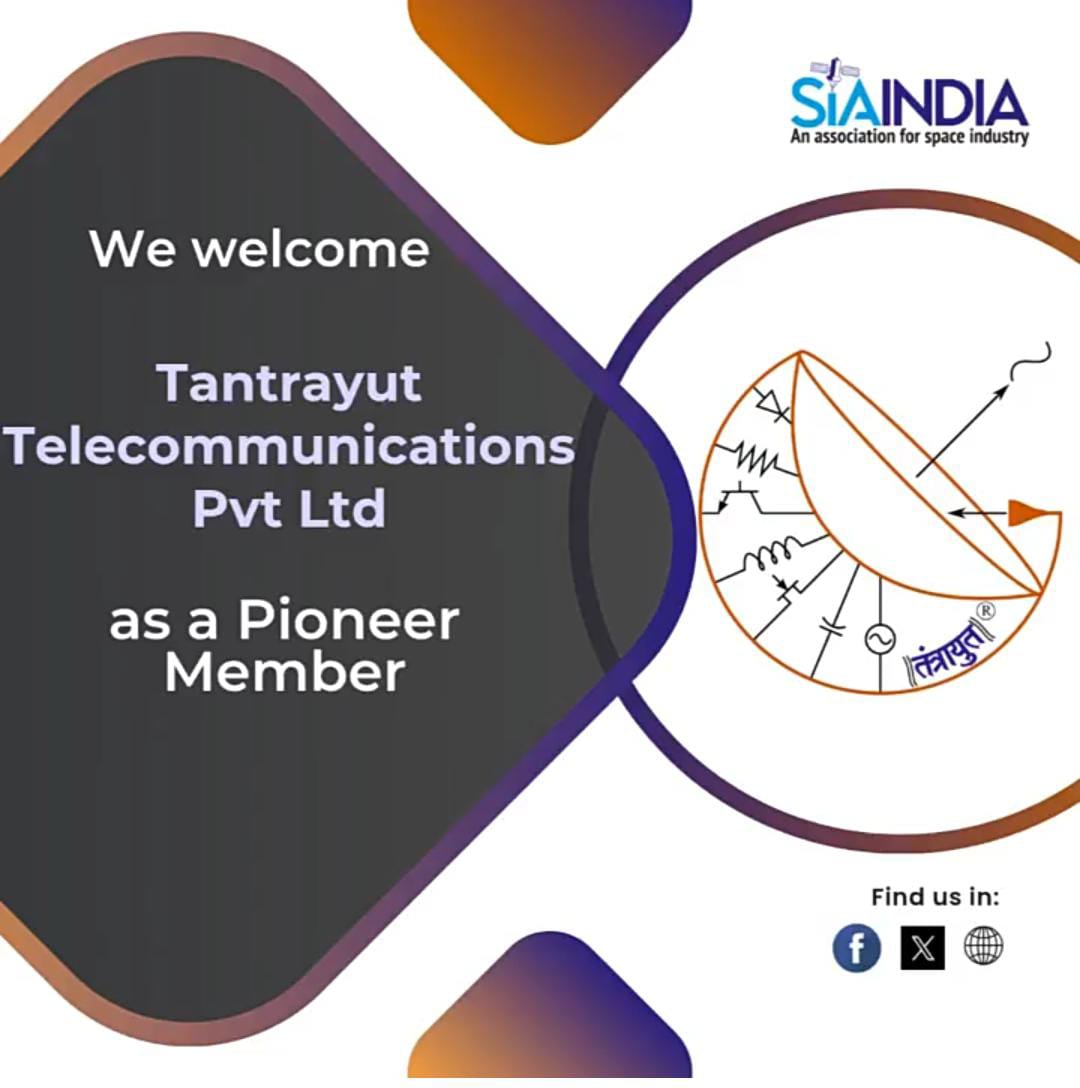 SiAINDIA
An association for space industry
We welcome
Tantrayut
Telecommunications
Pvt Ltd
as a Pioneer
Member
®
॥तंत्रायुत॥
Find us in:
f
X